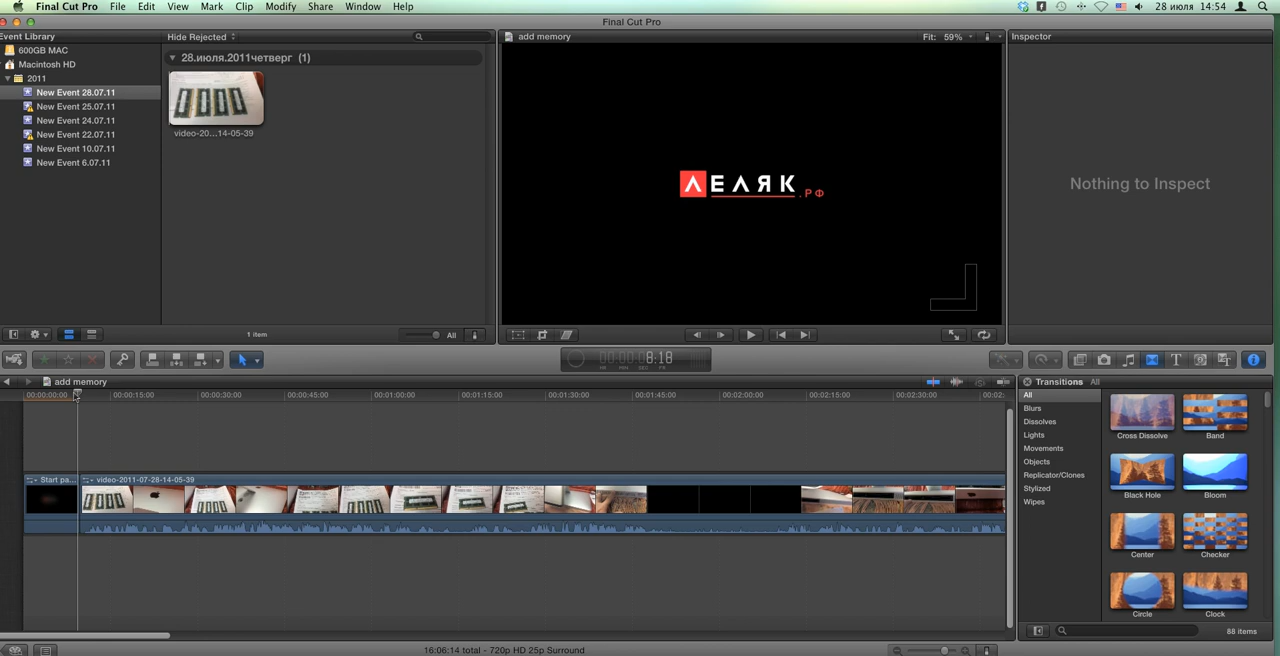 Final Cut Pro File Edit View Mark Clip Modify Share Window Help 28 июля 14:54
Final Cut Pro
Event Library
Hide Rejected
add memory
Fit: 59%
Inspector
600GB MAC
Macintosh HD
2011
New Event 28.07.11
New Event 25.07.11
New Event 24.07.11
New Event 22.07.11
New Event 10.07.11
New Event 6.07.11
28.июля.2011четверг (1)
video-20...14-05-39
ЛЕЛЯК.РФ
Nothing to Inspect
1 item
All
8:18
HR MIN SEC FR
add memory
00:00:00:00 00:00:15:00 00:00:30:00 00:00:45:00 00:01:00:00 00:01:15:00 00:01:30:00 00:01:45:00 00:02:00:00 00:02:15:00 00:02:30:00 00:02:
Start pa...
video-2011-07-28-14-05-39
Transitions All
All
Blurs
Dissolves
Lights
Movements
Objects
Replicator/Clones
Stylized
Wipes
Cross Dissolve Band
Black Hole Bloom
Center Checker
Circle Clock
88 items
16:06:14 total - 720p HD 25p Surround